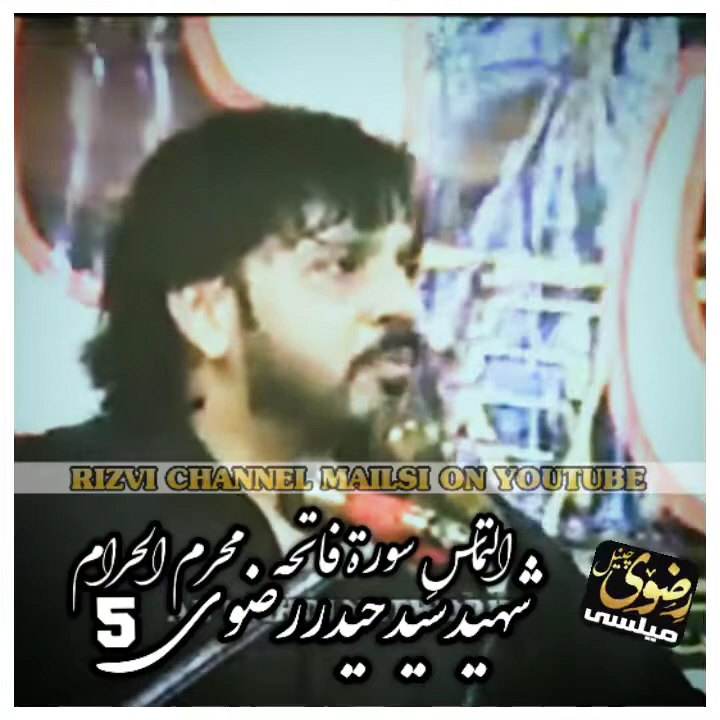 RIZVI CHANNEL MAILSI ON YOUTUBE
التماسِ سورۃ فاتحہ محرم الحرام
شہید سید حیدر رضوی 5
رضوی چینل
میلسی